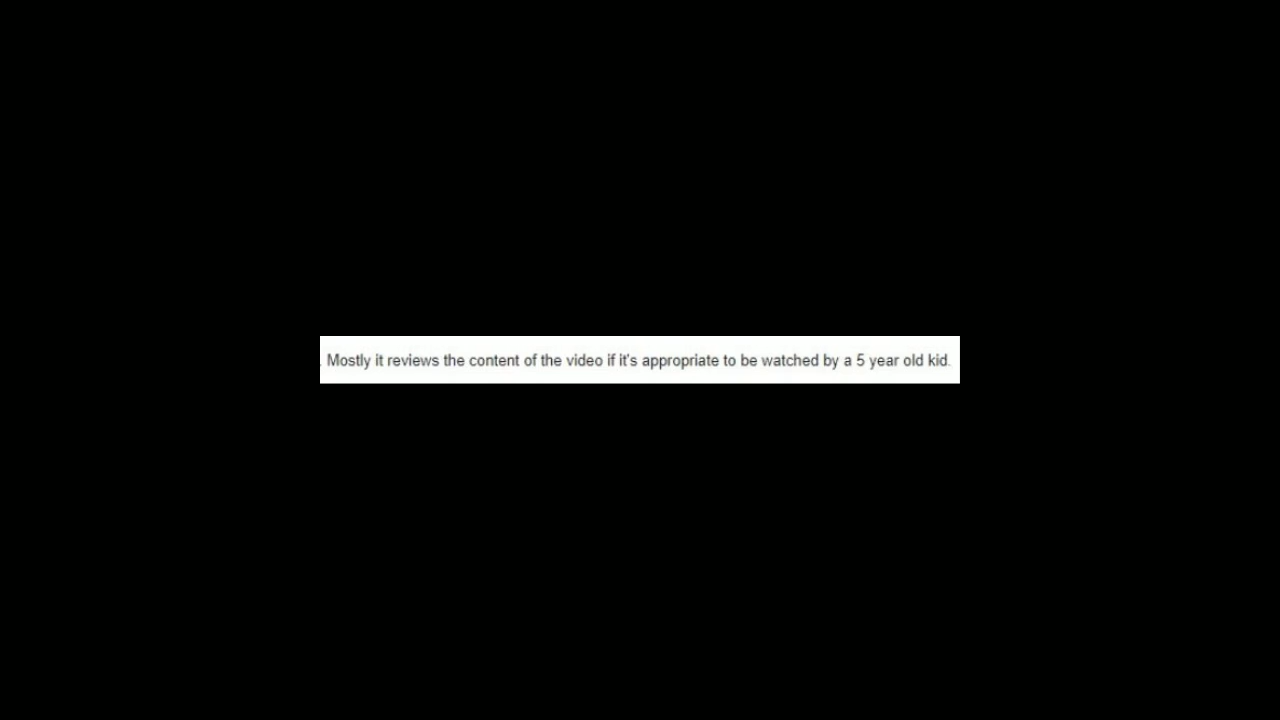 Mostly it reviews the content of the video if it's appropriate to be watched by a 5 year old kid.